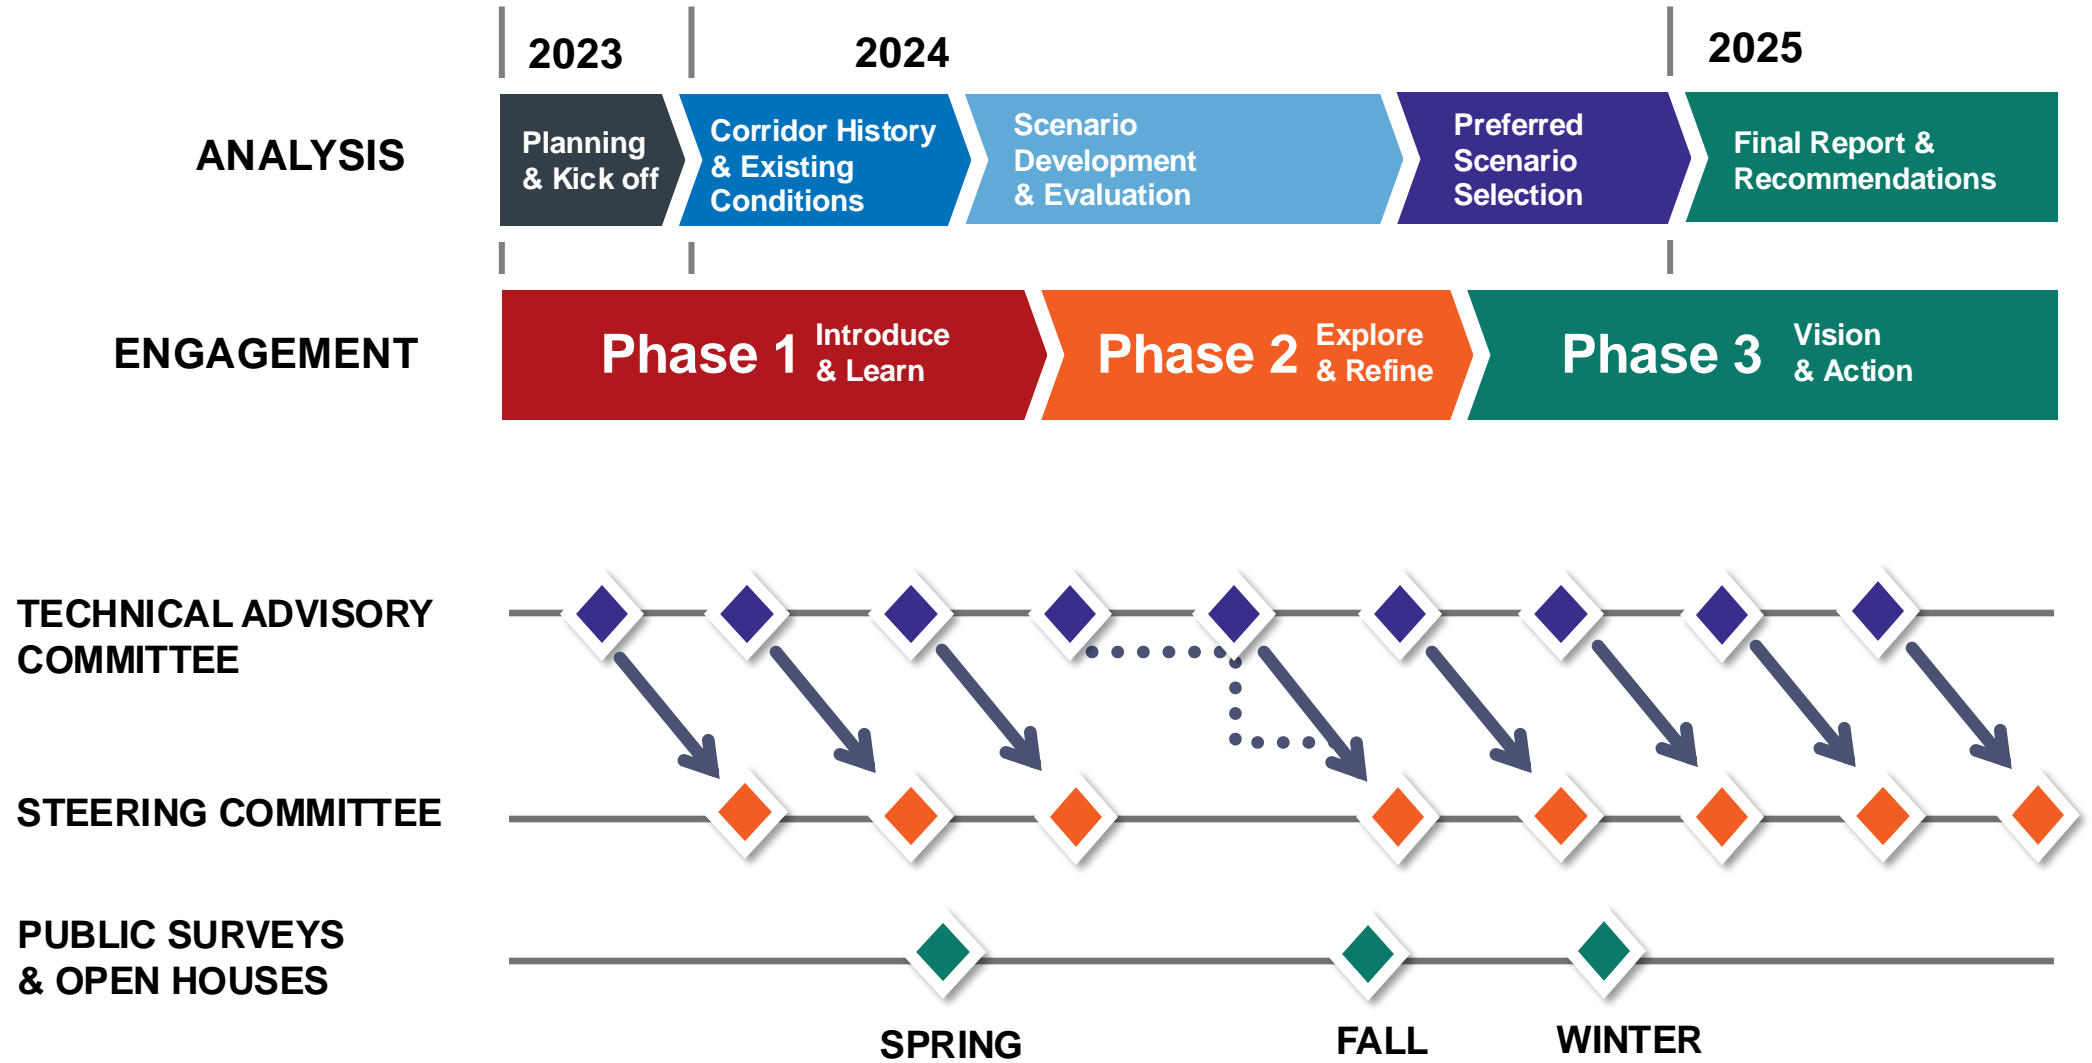 2023
2024
2025
ANALYSIS
Planning
& Kick off
Corridor History
& Existing
Conditions
Scenario
Development
& Evaluation
Preferred
Scenario
Selection
Final Report &
Recommendations
ENGAGEMENT
Phase 1
Introduce
& Learn
Phase 2
Explore
& Refine
Phase 3
Vision
& Action
TECHNICAL ADVISORY
COMMITTEE
STEERING COMMITTEE
PUBLIC SURVEYS
& OPEN HOUSES
SPRING
FALL
WINTER